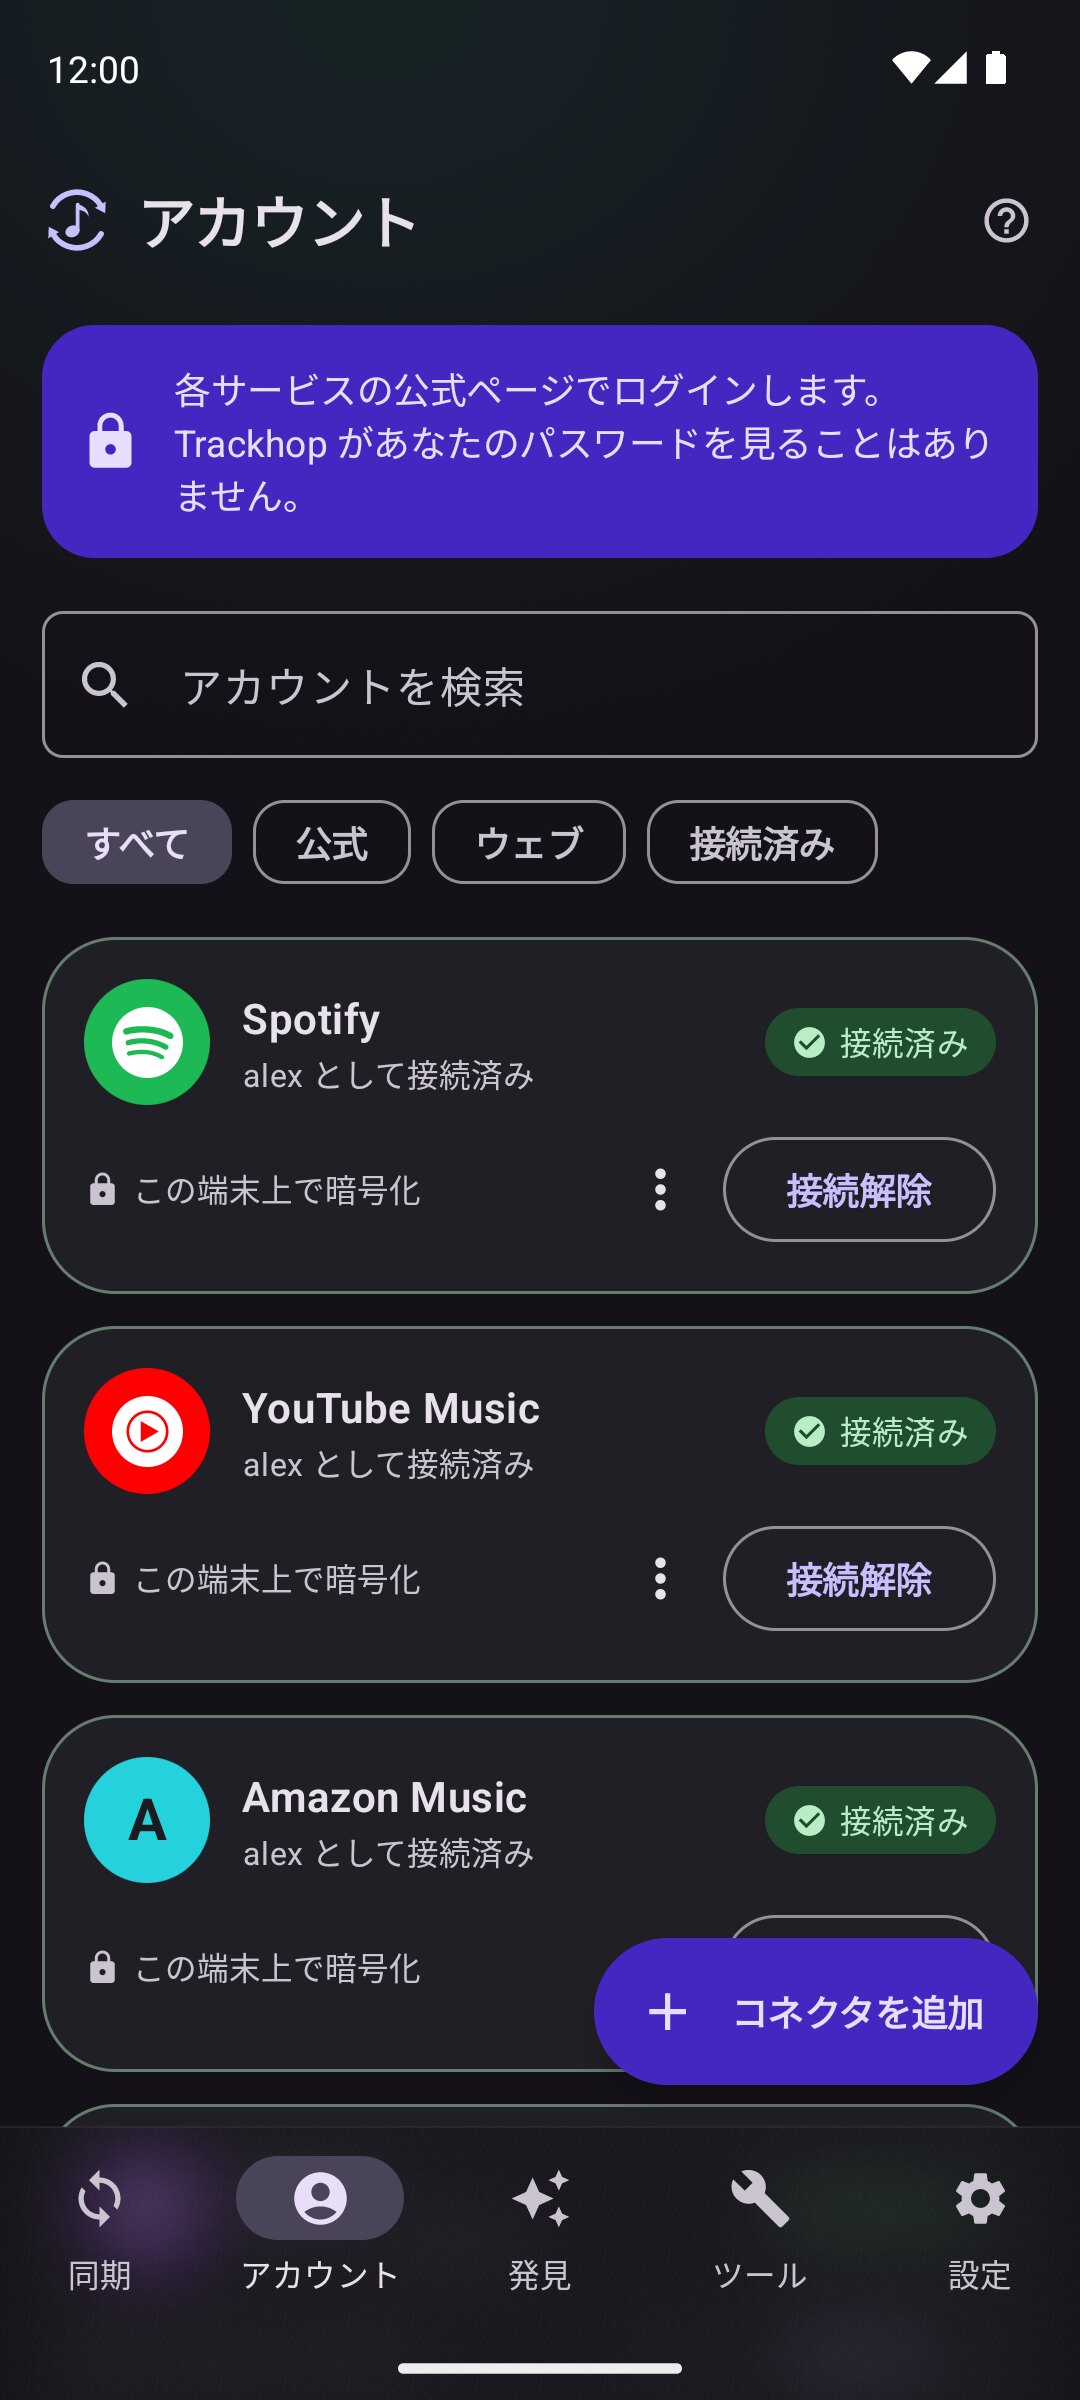 12:00
アカウント
各サービスの公式ページでログインします。
Trackhop があなたのパスワードを見ることはあり
ません。
アカウントを検索
すべて
公式
ウェブ
接続済み
Spotify
接続済み
alex として接続済み
この端末上で暗号化
接続解除
YouTube Music
接続済み
alex として接続済み
この端末上で暗号化
接続解除
A
Amazon Music
接続済み
alex として接続済み
この端末上で暗号化
コネクタを追加
同期
アカウント
発見
ツール
設定